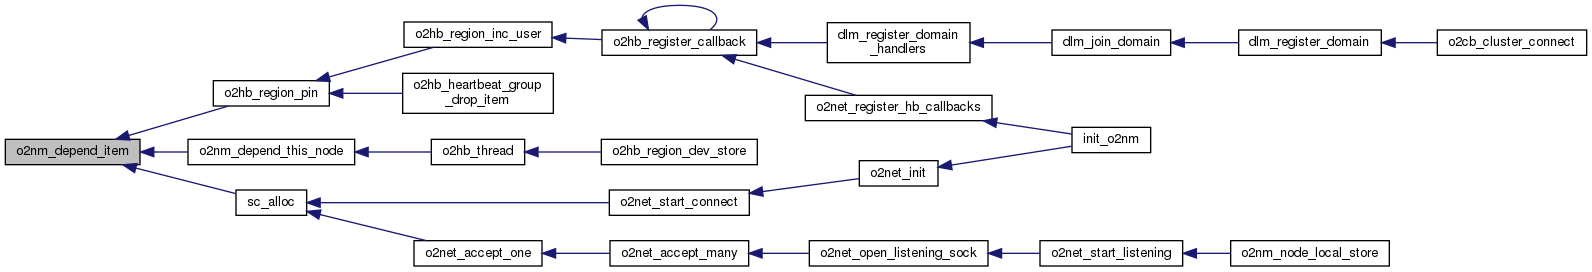 o2hb_region_inc_user
o2hb_register_callback
dlm_register_domain
_handlers
dlm_join_domain
dlm_register_domain
o2cb_cluster_connect
o2hb_region_pin
o2hb_heartbeat_group
_drop_item
o2net_register_hb_callbacks
init_o2nm
o2nm_depend_item
o2nm_depend_this_node
o2hb_thread
o2hb_region_dev_store
o2net_init
sc_alloc
o2net_start_connect
o2net_accept_one
o2net_accept_many
o2net_open_listening_sock
o2net_start_listening
o2nm_node_local_store